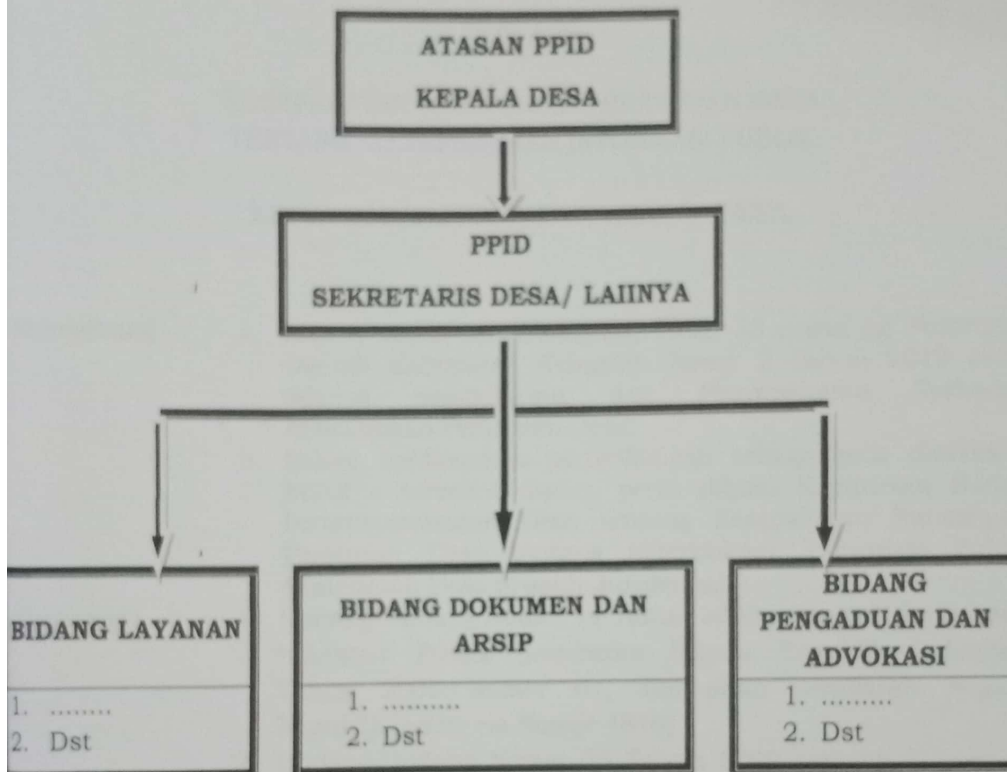 ATASAN PPID
KEPALA DESA
PPID
SEKRETARIS DESA/ LAIINYA
BIDANG LAYANAN
1. ........
2. Dst
BIDANG DOKUMEN DAN
ARSIP
1. ..........
2. Dst
BIDANG
PENGADUAN DAN
ADVOKASI
1. ..........
2. Dst